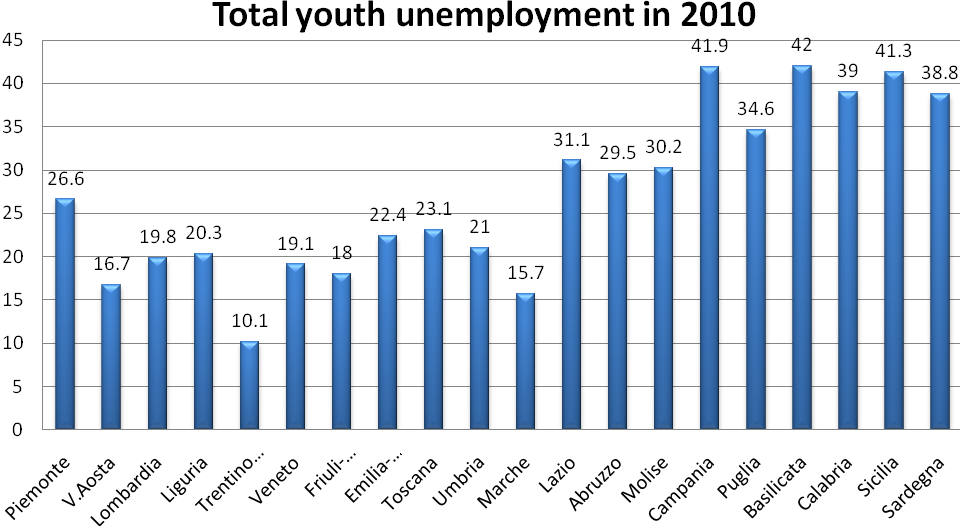 Total youth unemployment in 2010
45
40
35
30
25
20
15
10
5
0
26.6
16.7
19.8
20.3
10.1
19.1
18
22.4
23.1
21
15.7
31.1
29.5
30.2
41.9
34.6
42
39
41.3
38.8
Piemonte
V.Aosta
Lombardia
Liguria
Trentino...
Veneto
Friuli-...
Emilia-...
Toscana
Umbria
Marche
Lazio
Abruzzo
Molise
Campania
Puglia
Basilicata
Calabria
Sicilia
Sardegna